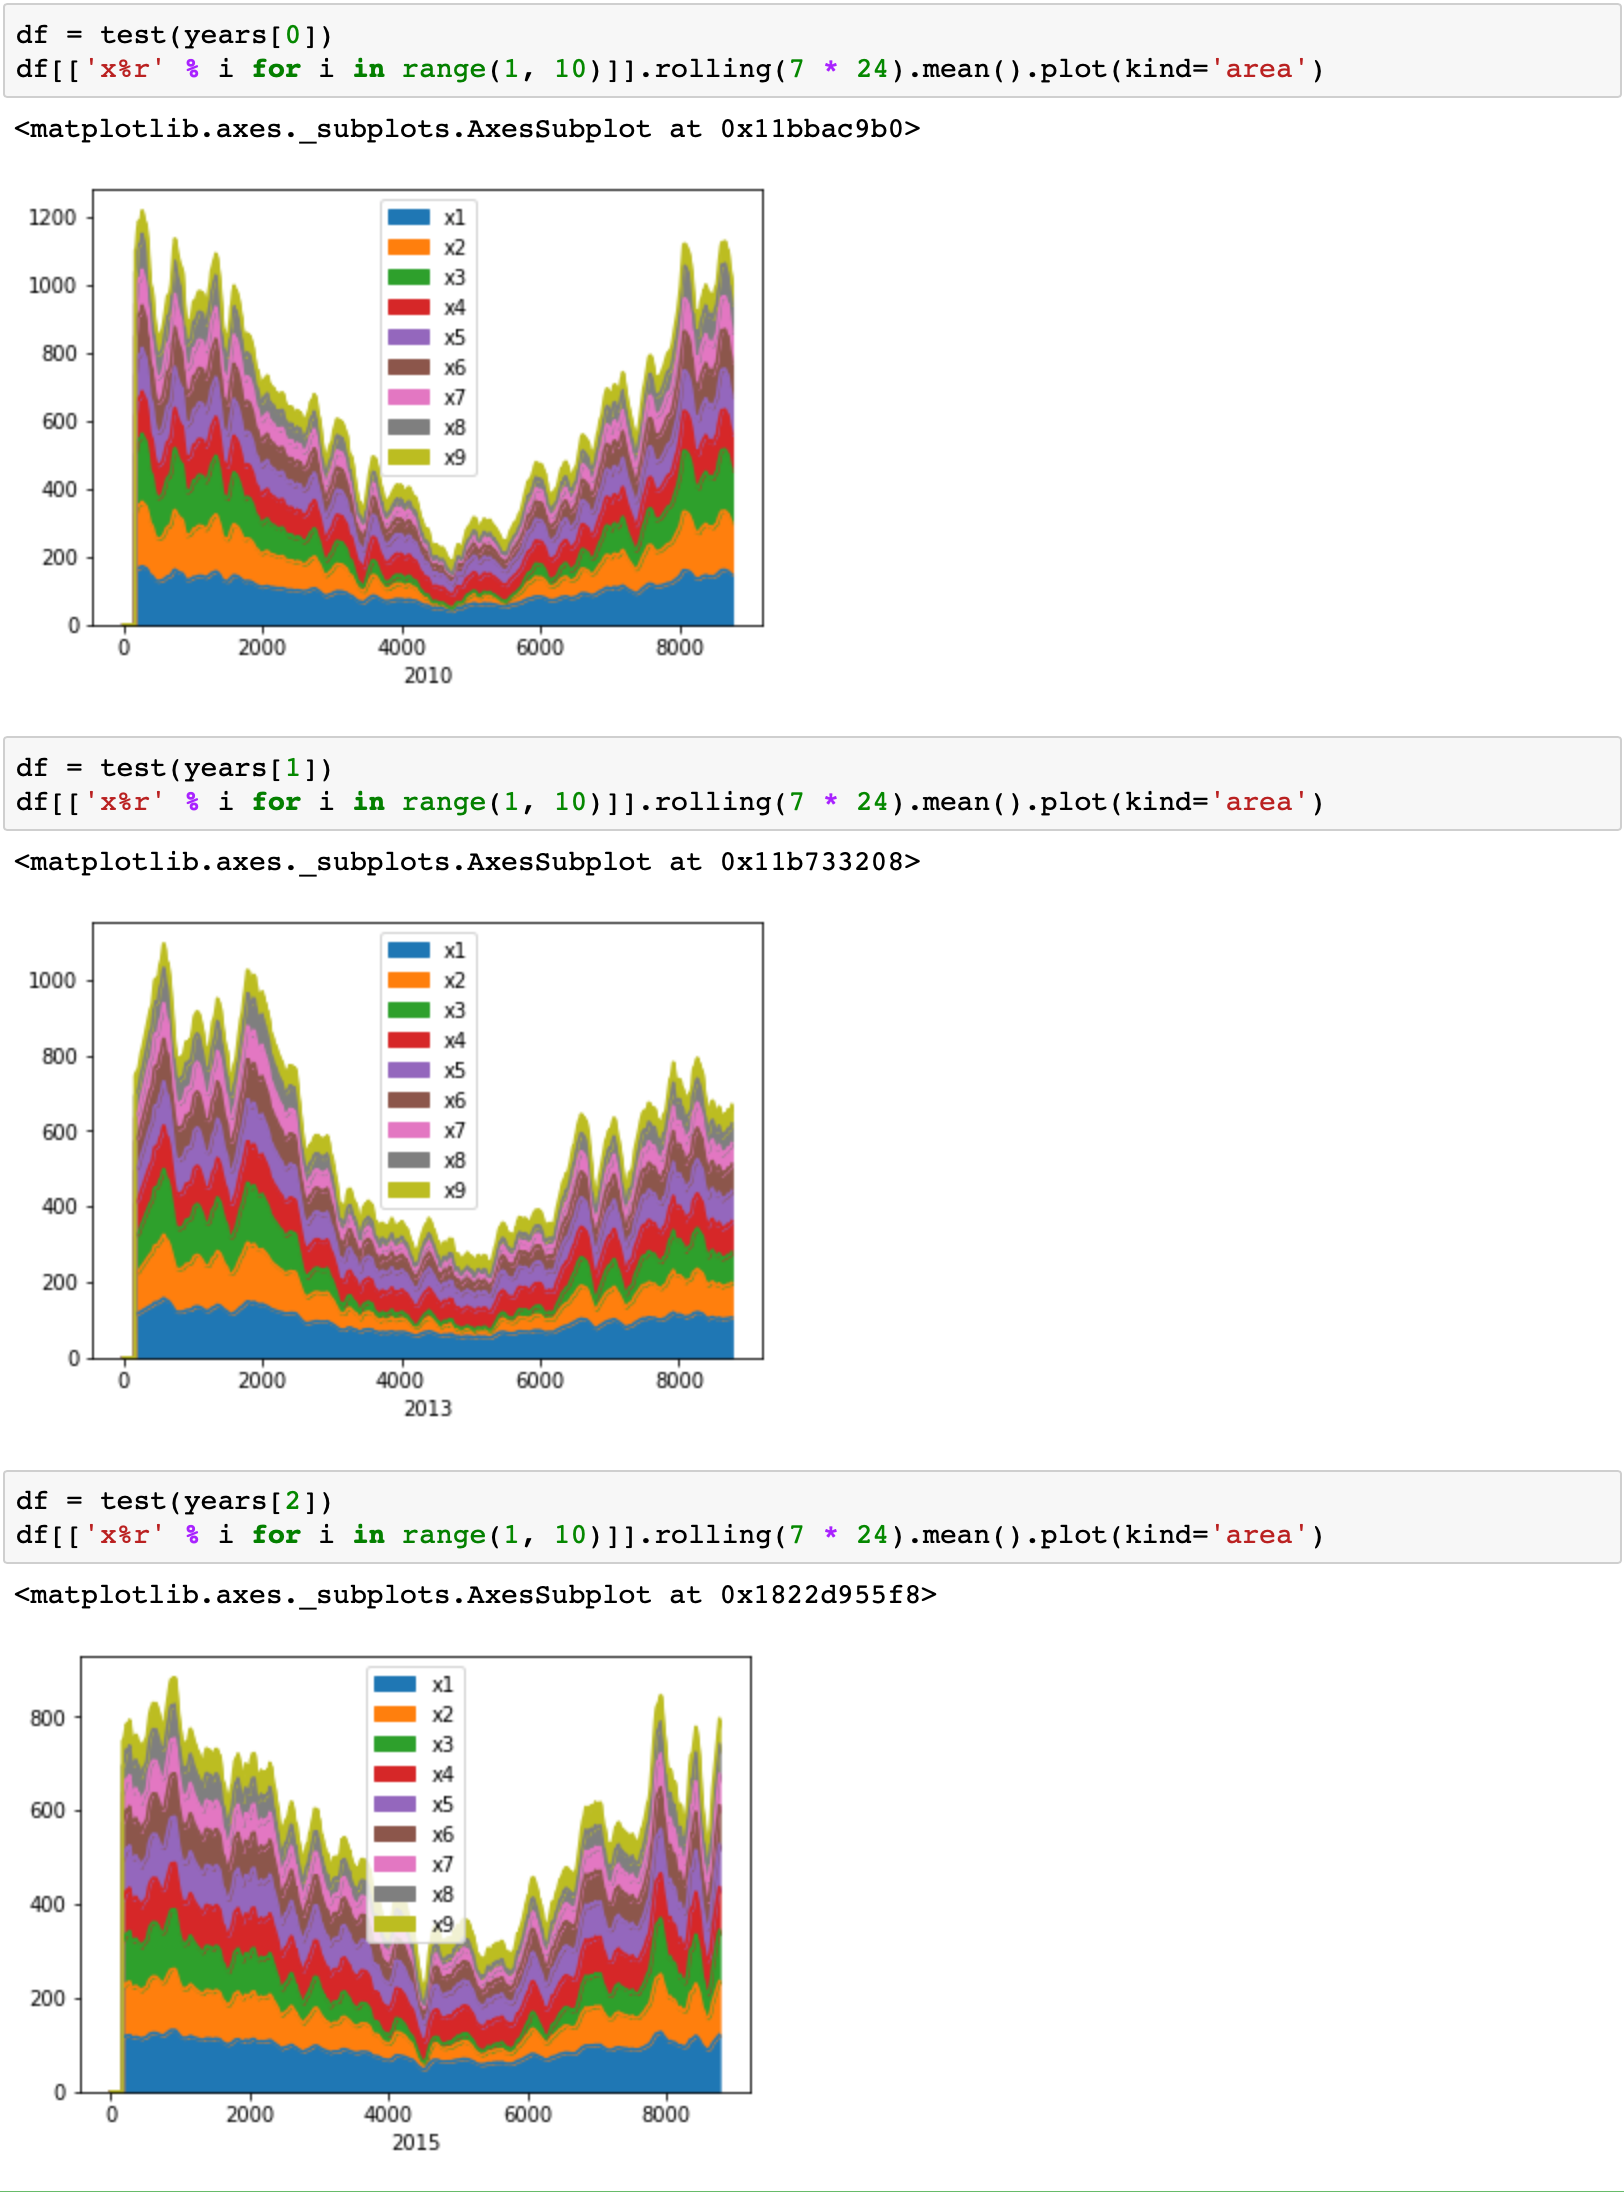 df = test(years[0])
df[['x%r' % i for i in range(1, 10)]].rolling(7 * 24).mean().plot(kind='area')
<matplotlib.axes._subplots.AxesSubplot at 0x11bbac9b0>
1200
1000
800
600
400
200
0
x1
x2
x3
x4
x5
x6
x7
x8
x9
0 2000 4000 6000 8000
2010
df = test(years[1])
df[['x%r' % i for i in range(1, 10)]].rolling(7 * 24).mean().plot(kind='area')
<matplotlib.axes._subplots.AxesSubplot at 0x11b733208>
1000
800
600
400
200
0
x1
x2
x3
x4
x5
x6
x7
x8
x9
0 2000 4000 6000 8000
2013
df = test(years[2])
df[['x%r' % i for i in range(1, 10)]].rolling(7 * 24).mean().plot(kind='area')
<matplotlib.axes._subplots.AxesSubplot at 0x1822d955f8>
800
600
400
200
0
x1
x2
x3
x4
x5
x6
x7
x8
x9
0 2000 4000 6000 8000
2015